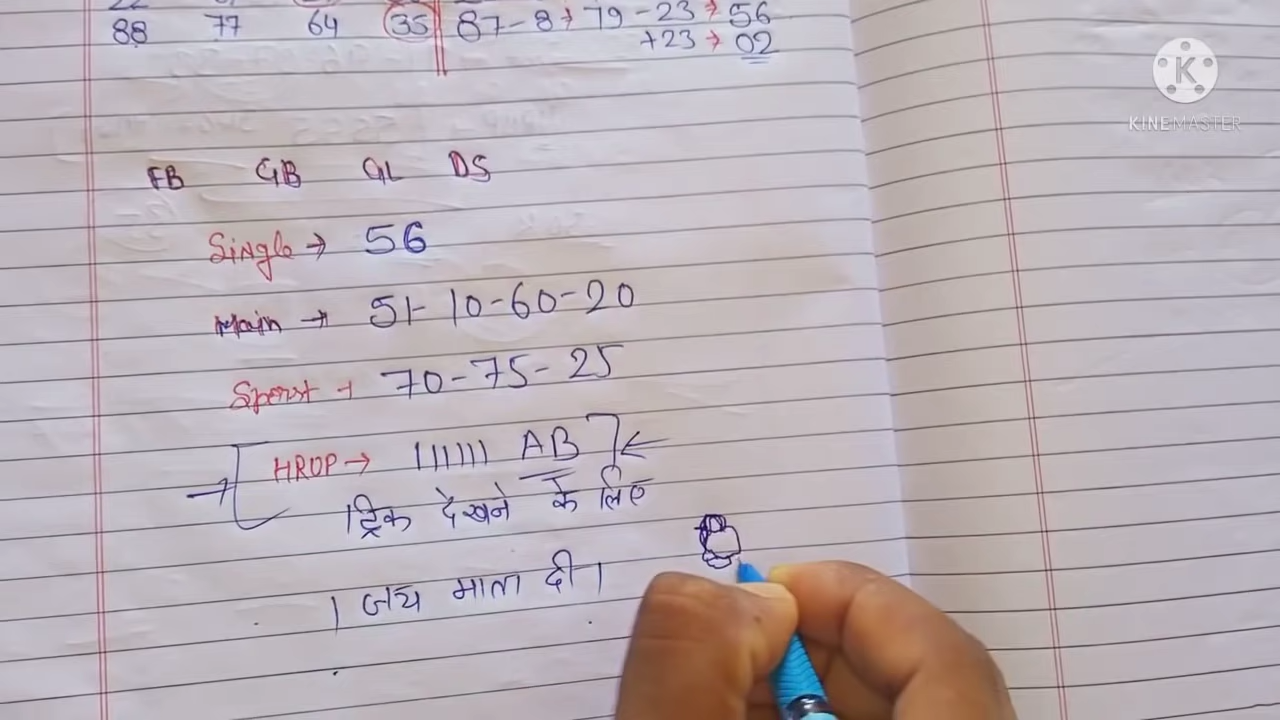 88 77 64 35 87-8→79-23→56
+23→02
KINEMASTER
FB GB GL DS
Single → 56
Main → 51-10-60-20
Sporst → 70-75-25
HROP → 111111 AB
ट्रिक देखने के लिए
। जय माता दी ।